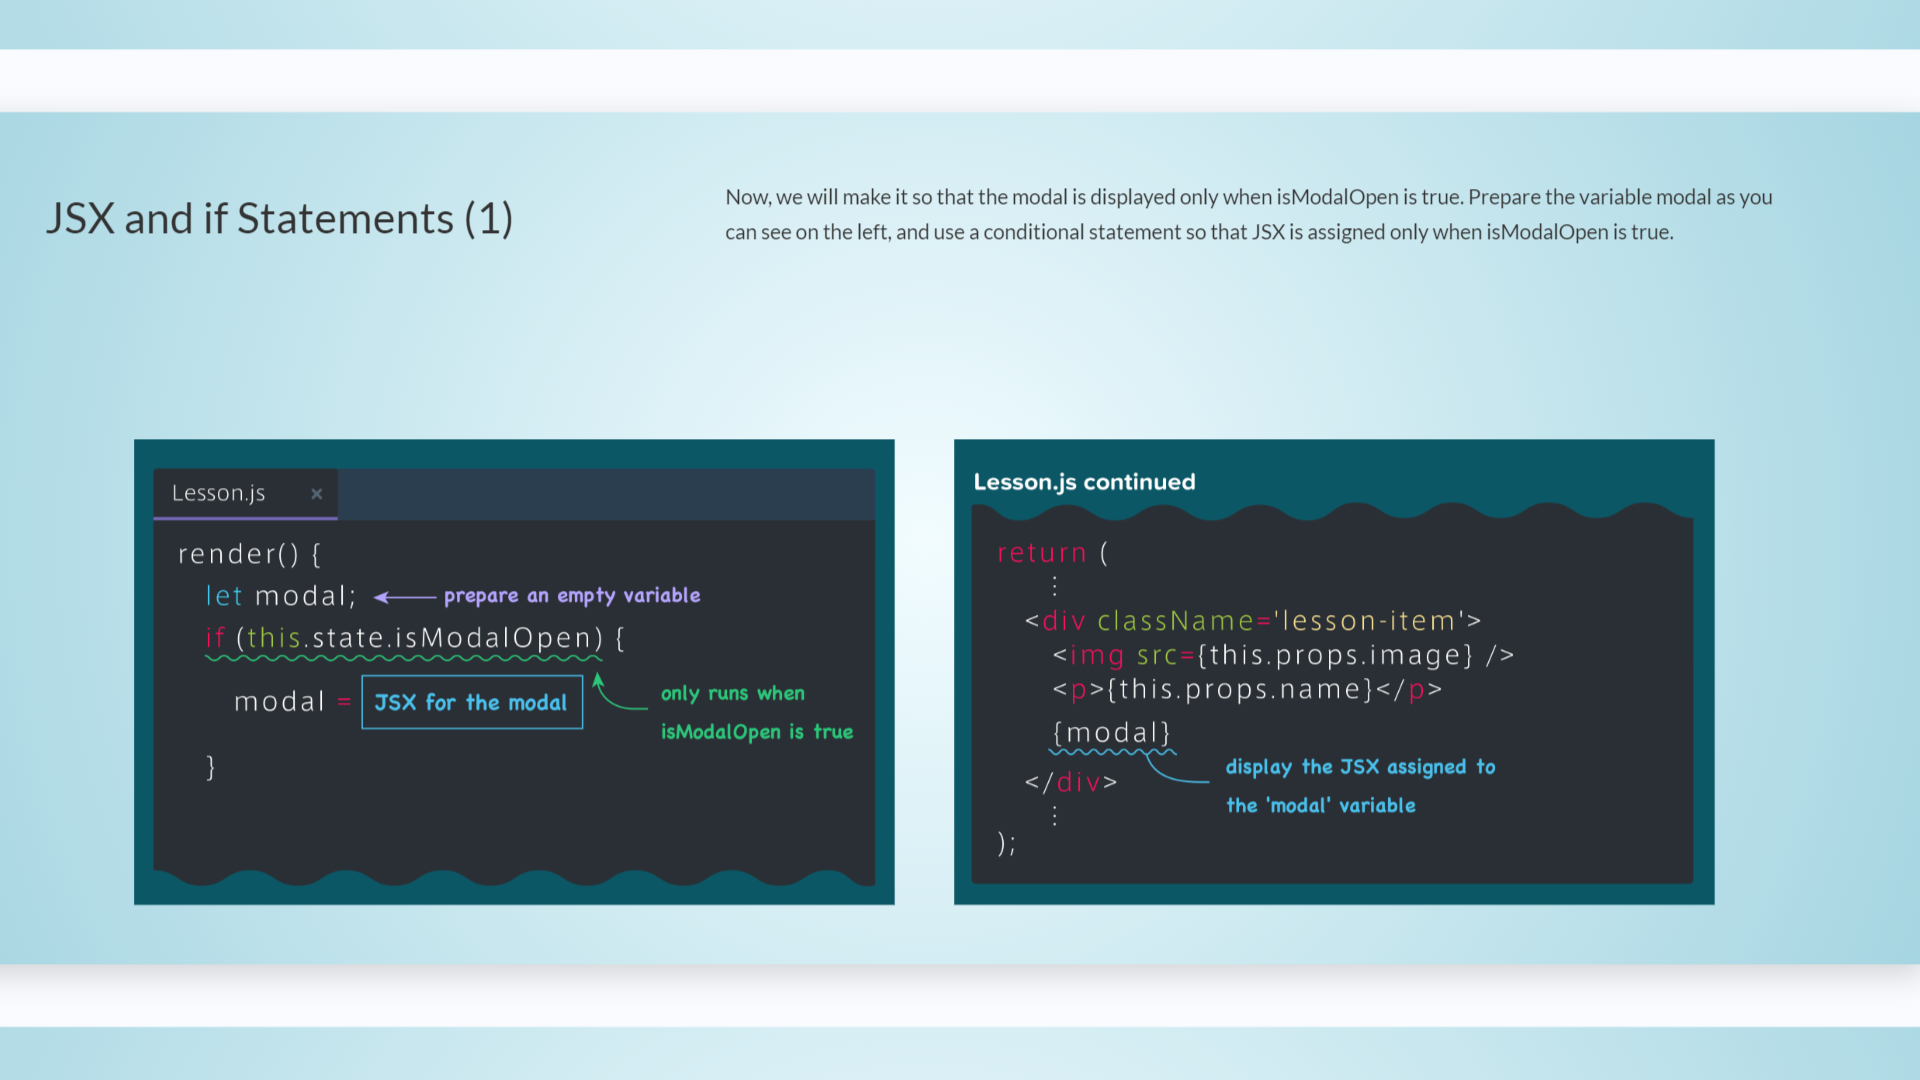 JSX and if Statements (1)
Now, we will make it so that the modal is displayed only when isModalOpen is true. Prepare the variable modal as you
can see on the left, and use a conditional statement so that JSX is assigned only when isModalOpen is true.
Lesson.js ×
render() {
let modal; prepare an empty variable
if (this.state.isModalOpen) {
modal = JSX for the modal
only runs when
isModalOpen is true
}
Lesson.js continued
return (
⋮
<div className='lesson-item'>
<img src={this.props.image} />
<p>{this.props.name}</p>
{modal}
display the JSX assigned to
the 'modal' variable
</div>
⋮
);